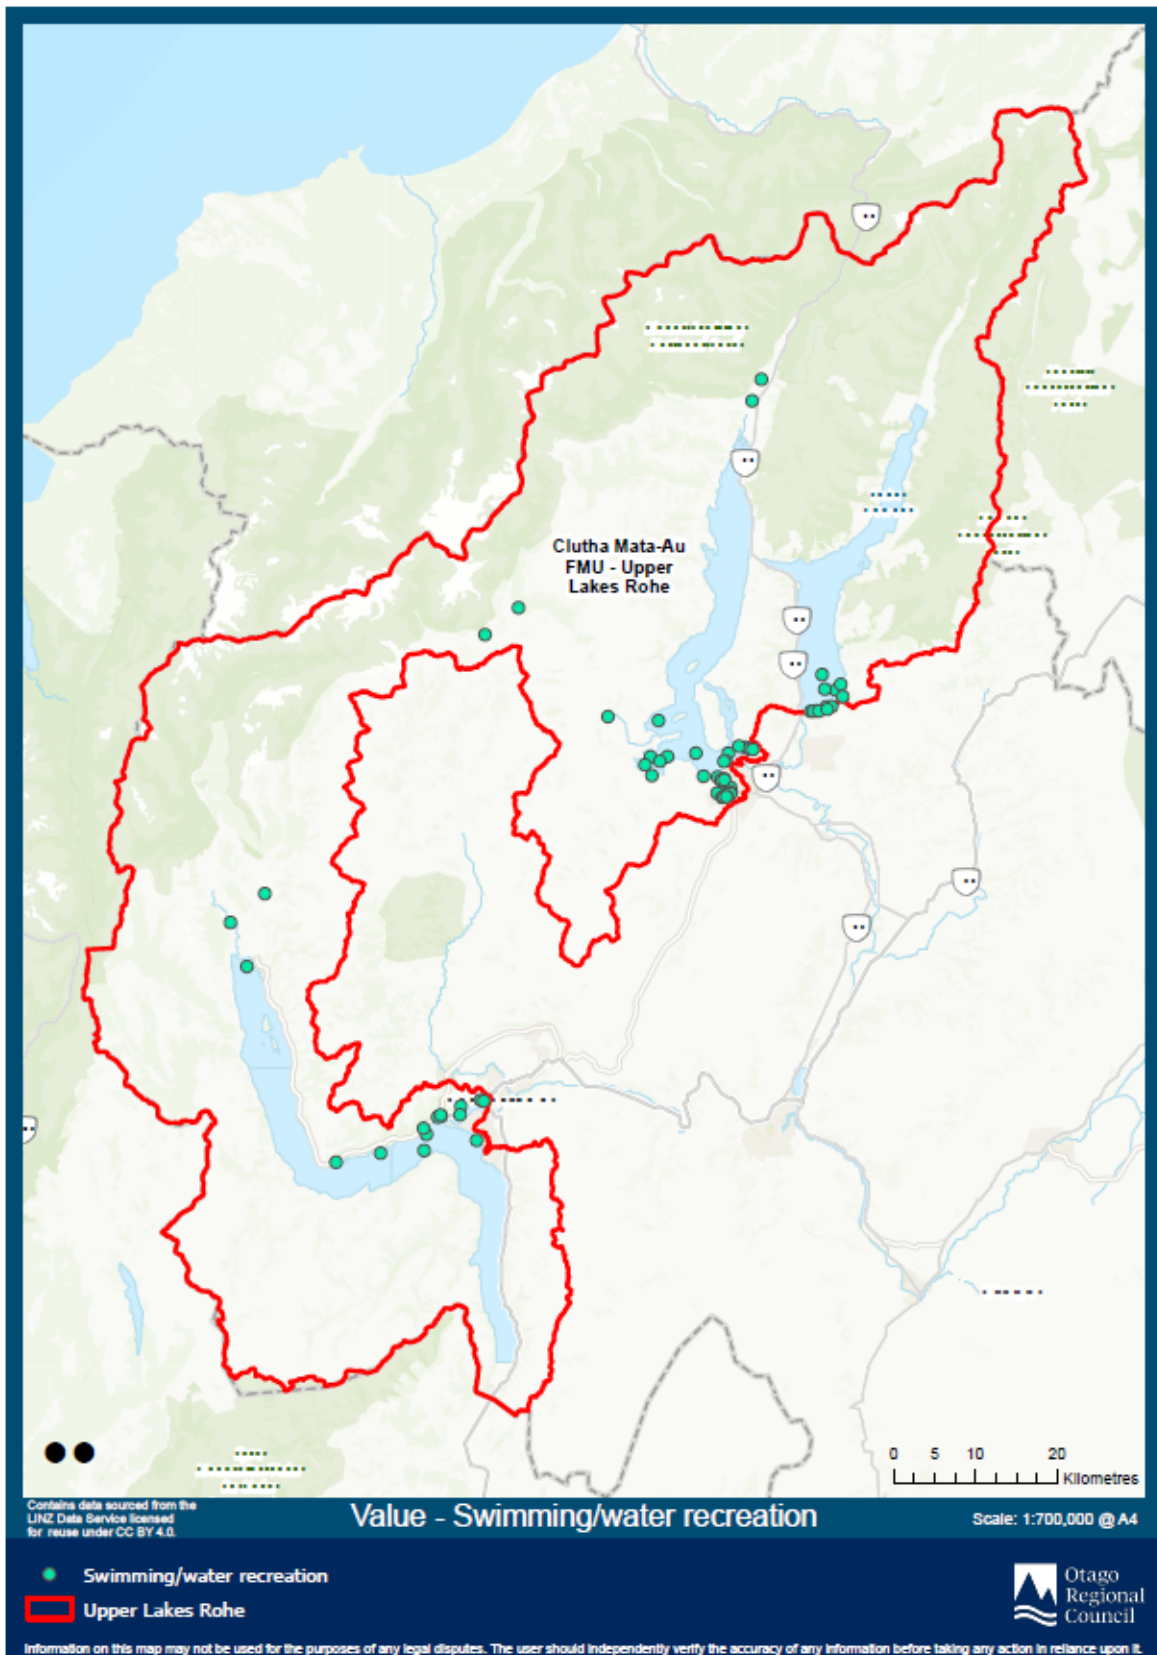 Clutha Mata-Au
FMU - Upper
Lakes Rohe
0 5 10 20
Kilometres
Contains data sourced from the
LINZ Data Service licensed
for reuse under CC BY 4.0.
Value - Swimming/water recreation
Scale: 1:700,000 @ A4
Swimming/water recreation
Upper Lakes Rohe
Otago
Regional
Council
Information on this map may not be used for the purposes of any legal disputes. The user should independently verify the accuracy of any information before taking any action in reliance upon it.